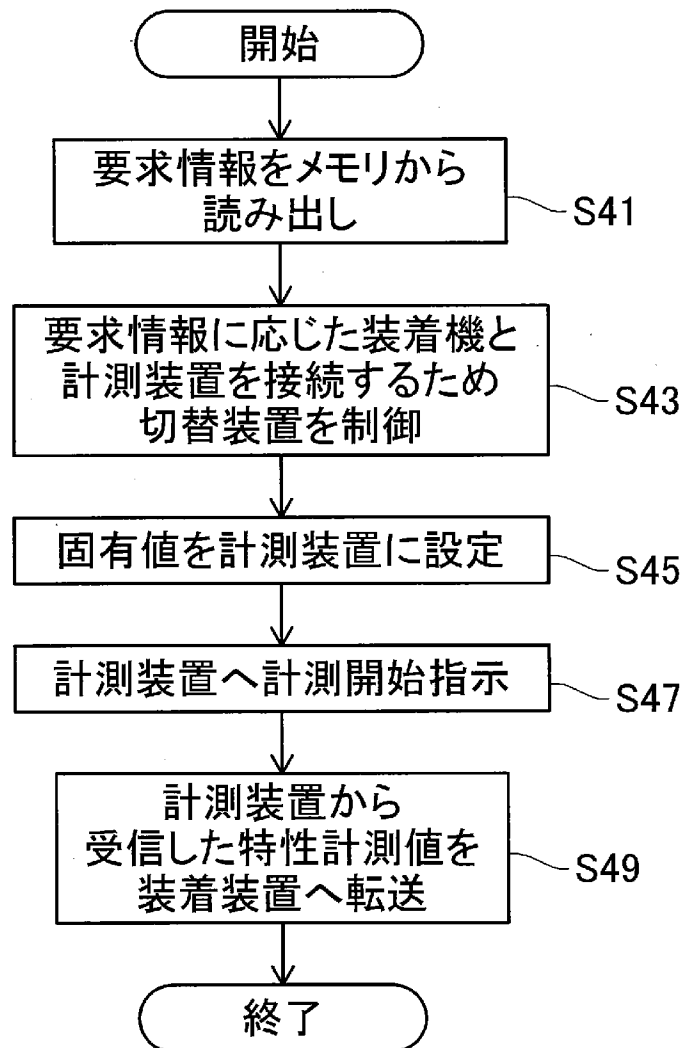 開始
要求情報をメモリから
読み出し
S41
要求情報に応じた装着機と
計測装置を接続するため
切替装置を制御
S43
固有値を計測装置に設定
S45
計測装置へ計測開始指示
S47
計測装置から
受信した特性計測値を
装着装置へ転送
S49
終了